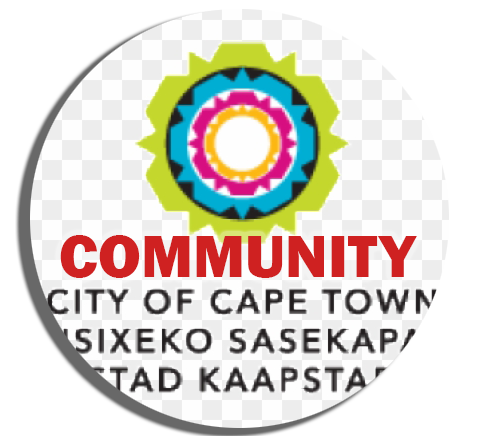 COMMUNITY
CITY OF CAPE TOWN
ISIXEKO SASEKAPA
STAD KAAPSTAD